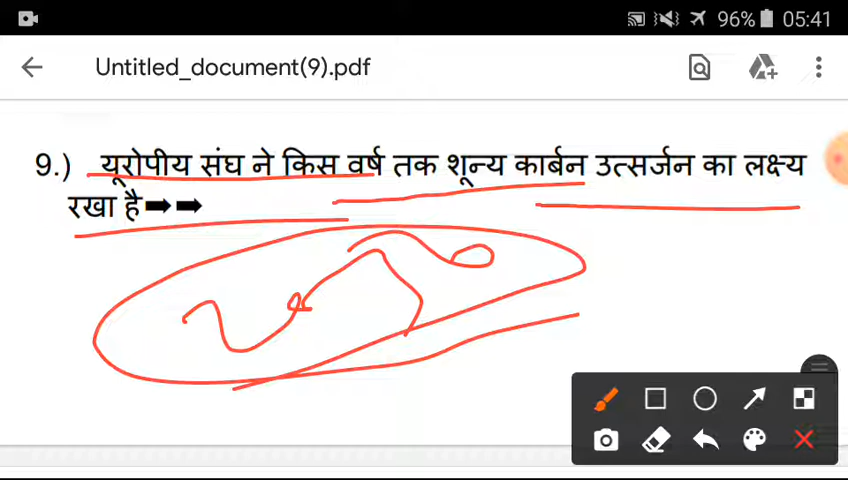 96% 05:41
Untitled_document(9).pdf
9.) यूरोपीय संघ ने किस वर्ष तक शून्य कार्बन उत्सर्जन का लक्ष्य
रखा है➡➡